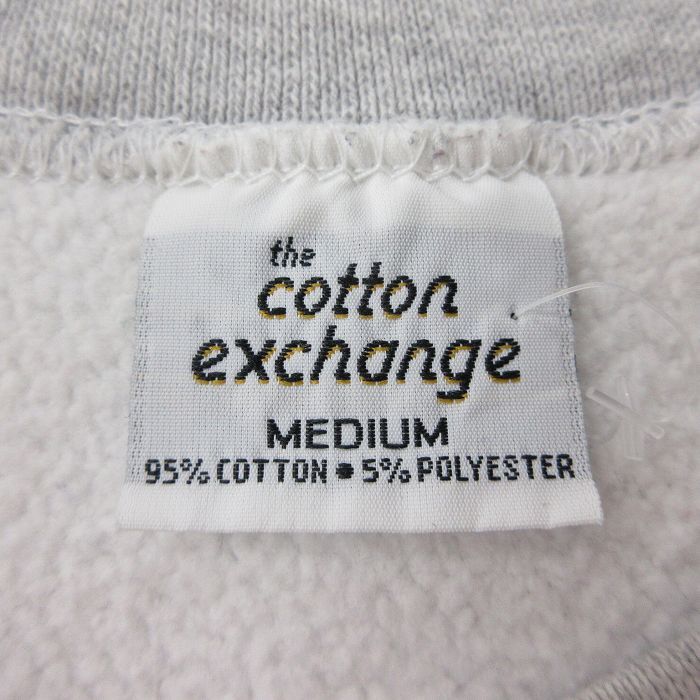 the
cotton
exchange
MEDIUM
95% COTTON • 5% POLYESTER